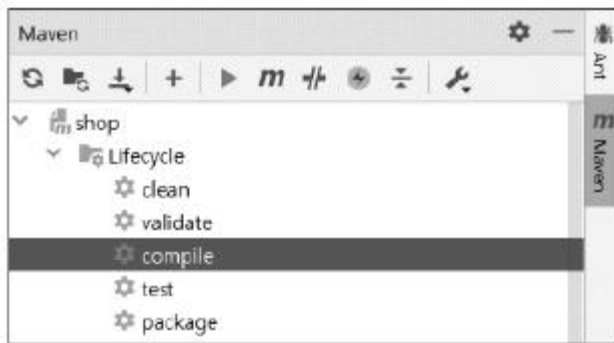 Maven
Ant
m
Maven
shop
Lifecycle
clean
validate
compile
test
package